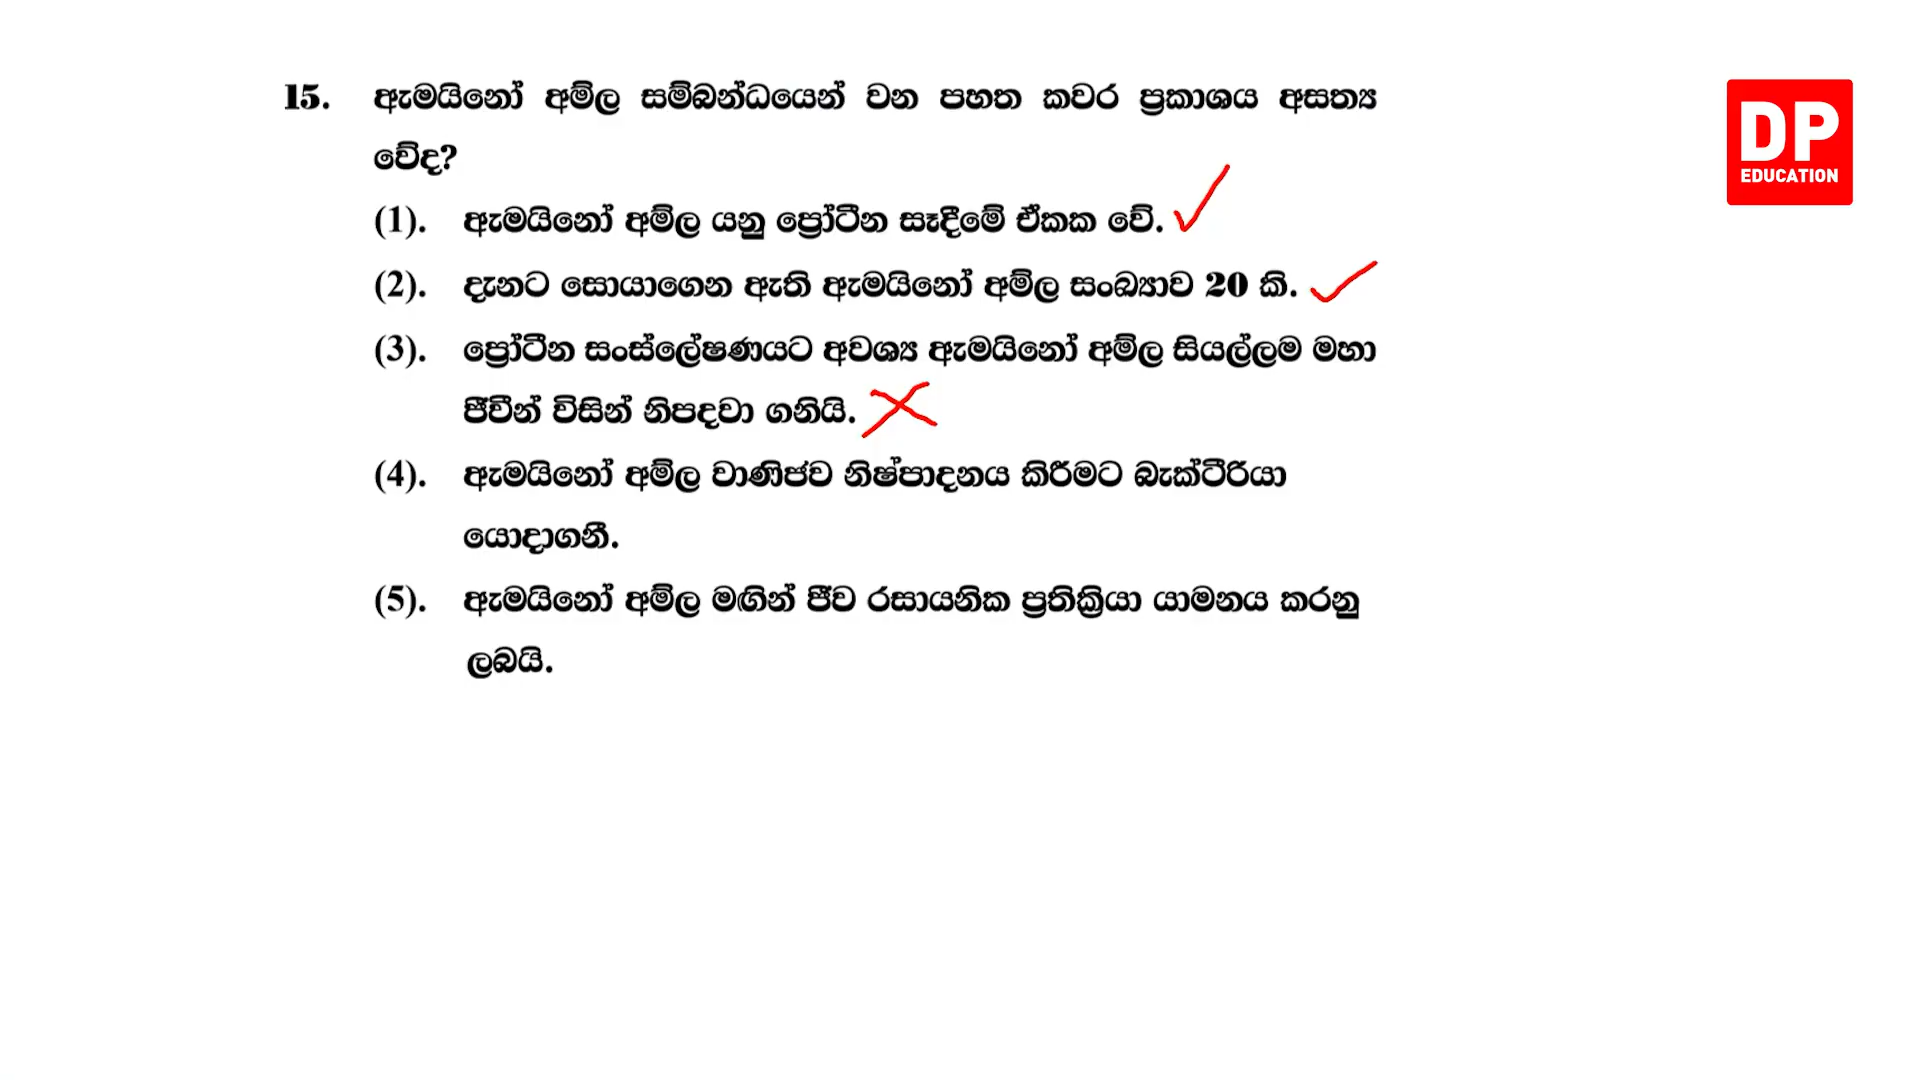 15. ඇමයිනෝ අම්ල සම්බන්ධයෙන් වන පහත කවර ප්‍රකාශය අසත්‍ය
වේද?
(1). ඇමයිනෝ අම්ල යනු ප්‍රෝටීන සෑදීමේ ඒකක වේ.
(2). දැනට සොයාගෙන ඇති ඇමයිනෝ අම්ල සංඛ්‍යාව 20 කි.
(3). ප්‍රෝටීන සංස්ලේෂණයට අවශ්‍ය ඇමයිනෝ අම්ල සියල්ලම මහා
ජීවීන් විසින් නිපදවා ගනියි.
(4). ඇමයිනෝ අම්ල වාණිජව නිෂ්පාදනය කිරීමට බැක්ටීරියා
යොදාගනී.
(5). ඇමයිනෝ අම්ල මඟින් ජීව රසායනික ප්‍රතික්‍රියා යාමනය කරනු
ලබයි.
DP
EDUCATION